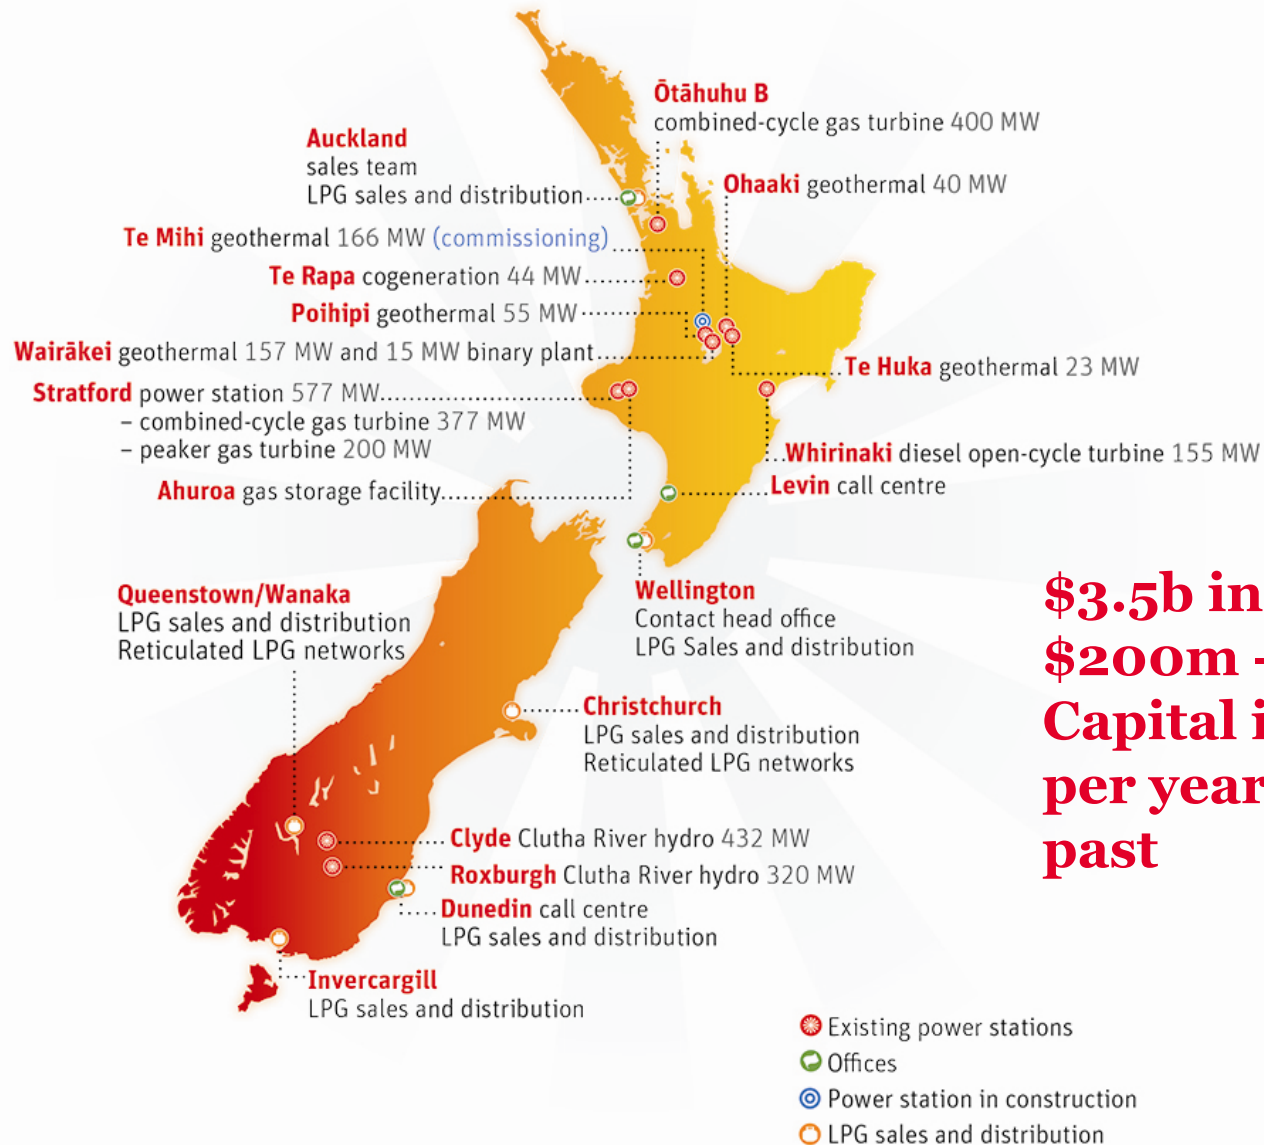 Ōtāhuhu B
combined-cycle gas turbine 400 MW
Auckland
sales team
LPG sales and distribution
Ohaaki geothermal 40 MW
Te Mihi geothermal 166 MW (commissioning)
Te Rapa cogeneration 44 MW
Poihipi geothermal 55 MW
Wairākei geothermal 157 MW and 15 MW binary plant
Te Huka geothermal 23 MW
Stratford power station 577 MW
– combined-cycle gas turbine 377 MW
– peaker gas turbine 200 MW
Whirinaki diesel open-cycle turbine 155 MW
Levin call centre
Ahuroa gas storage facility
Queenstown/Wanaka
LPG sales and distribution
Reticulated LPG networks
Wellington
Contact head office
LPG Sales and distribution
$3.5b in
$200m -
Capital i
per year
past
Christchurch
LPG sales and distribution
Reticulated LPG networks
Clyde Clutha River hydro 432 MW
Roxburgh Clutha River hydro 320 MW
Dunedin call centre
LPG sales and distribution
Invercargill
LPG sales and distribution
Existing power stations
Offices
Power station in construction
LPG sales and distribution